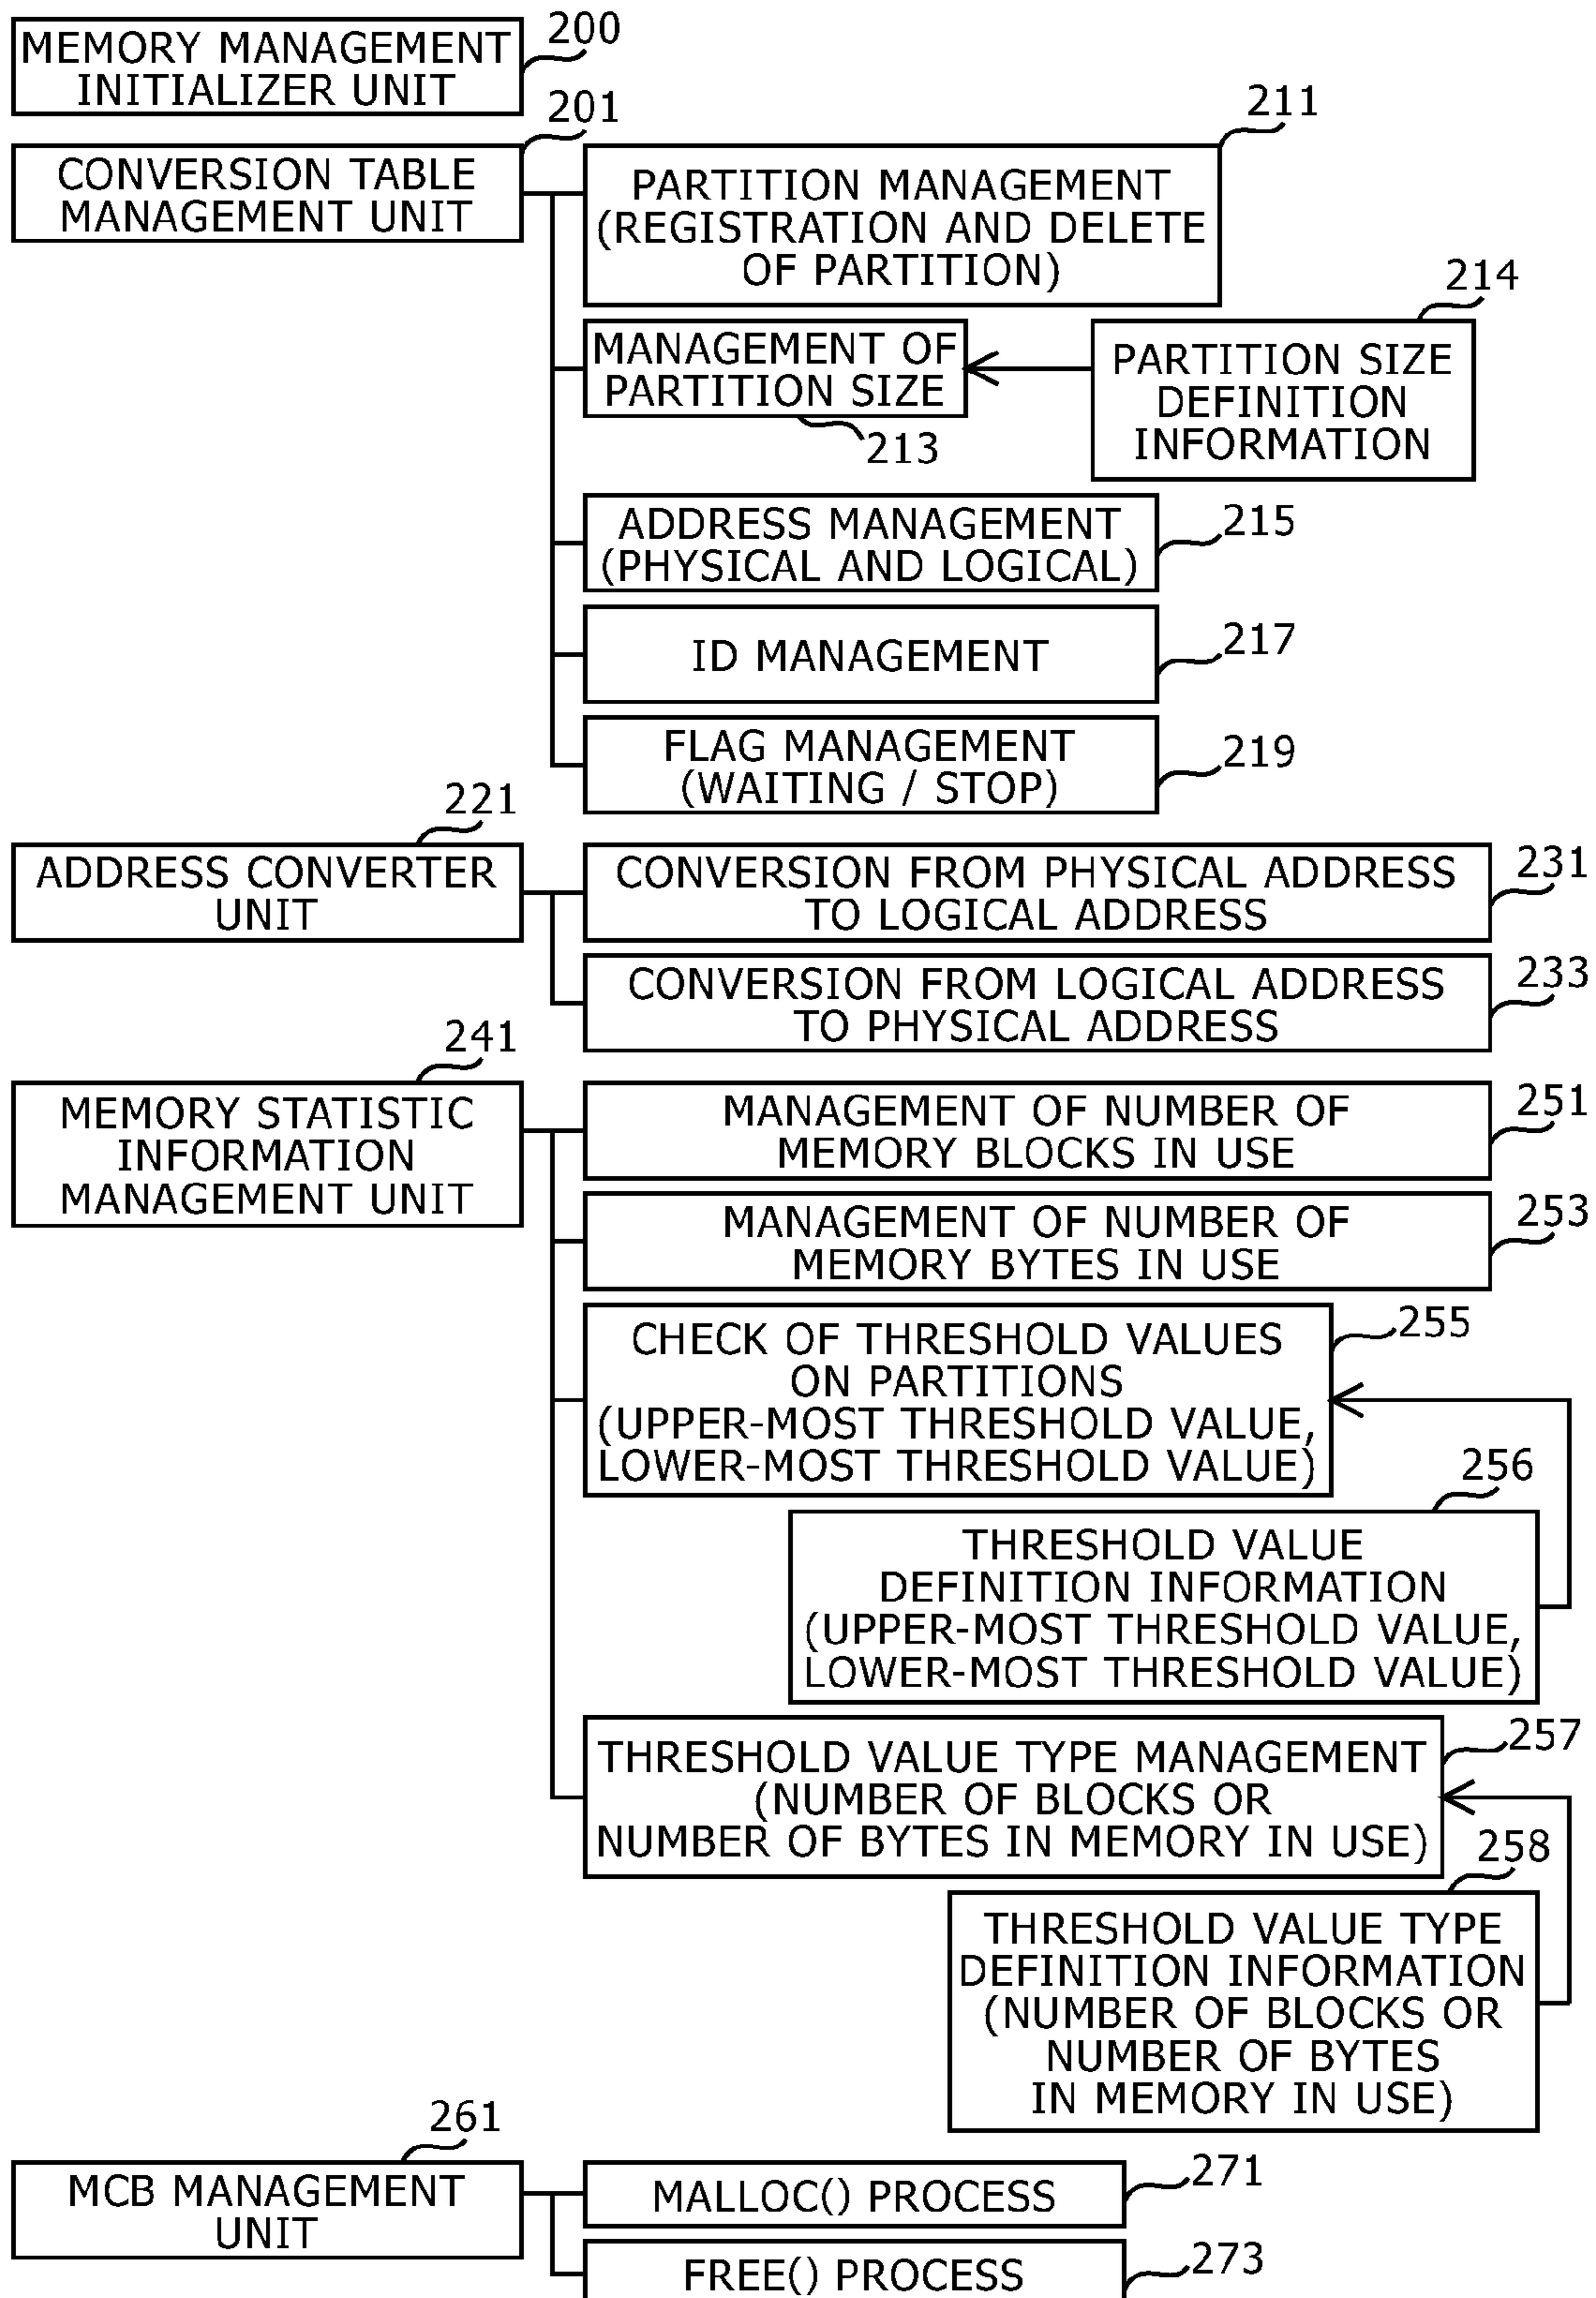 200
MEMORY MANAGEMENT
INITIALIZER UNIT
201
CONVERSION TABLE
MANAGEMENT UNIT
211
PARTITION MANAGEMENT
(REGISTRATION AND DELETE
OF PARTITION)
214
MANAGEMENT OF
PARTITION SIZE
213
PARTITION SIZE
DEFINITION
INFORMATION
ADDRESS MANAGEMENT
(PHYSICAL AND LOGICAL)
215
ID MANAGEMENT
217
FLAG MANAGEMENT
(WAITING / STOP)
219
221
ADDRESS CONVERTER
UNIT
CONVERSION FROM PHYSICAL ADDRESS
TO LOGICAL ADDRESS
231
CONVERSION FROM LOGICAL ADDRESS
TO PHYSICAL ADDRESS
233
241
MEMORY STATISTIC
INFORMATION
MANAGEMENT UNIT
MANAGEMENT OF NUMBER OF
MEMORY BLOCKS IN USE
251
MANAGEMENT OF NUMBER OF
MEMORY BYTES IN USE
253
CHECK OF THRESHOLD VALUES
ON PARTITIONS
(UPPER-MOST THRESHOLD VALUE,
LOWER-MOST THRESHOLD VALUE)
255
256
THRESHOLD VALUE
DEFINITION INFORMATION
(UPPER-MOST THRESHOLD VALUE,
LOWER-MOST THRESHOLD VALUE)
THRESHOLD VALUE TYPE MANAGEMENT
(NUMBER OF BLOCKS OR
NUMBER OF BYTES IN MEMORY IN USE)
257
258
THRESHOLD VALUE TYPE
DEFINITION INFORMATION
(NUMBER OF BLOCKS OR
NUMBER OF BYTES
IN MEMORY IN USE)
261
MCB MANAGEMENT
UNIT
MALLOC() PROCESS
271
FREE() PROCESS
273